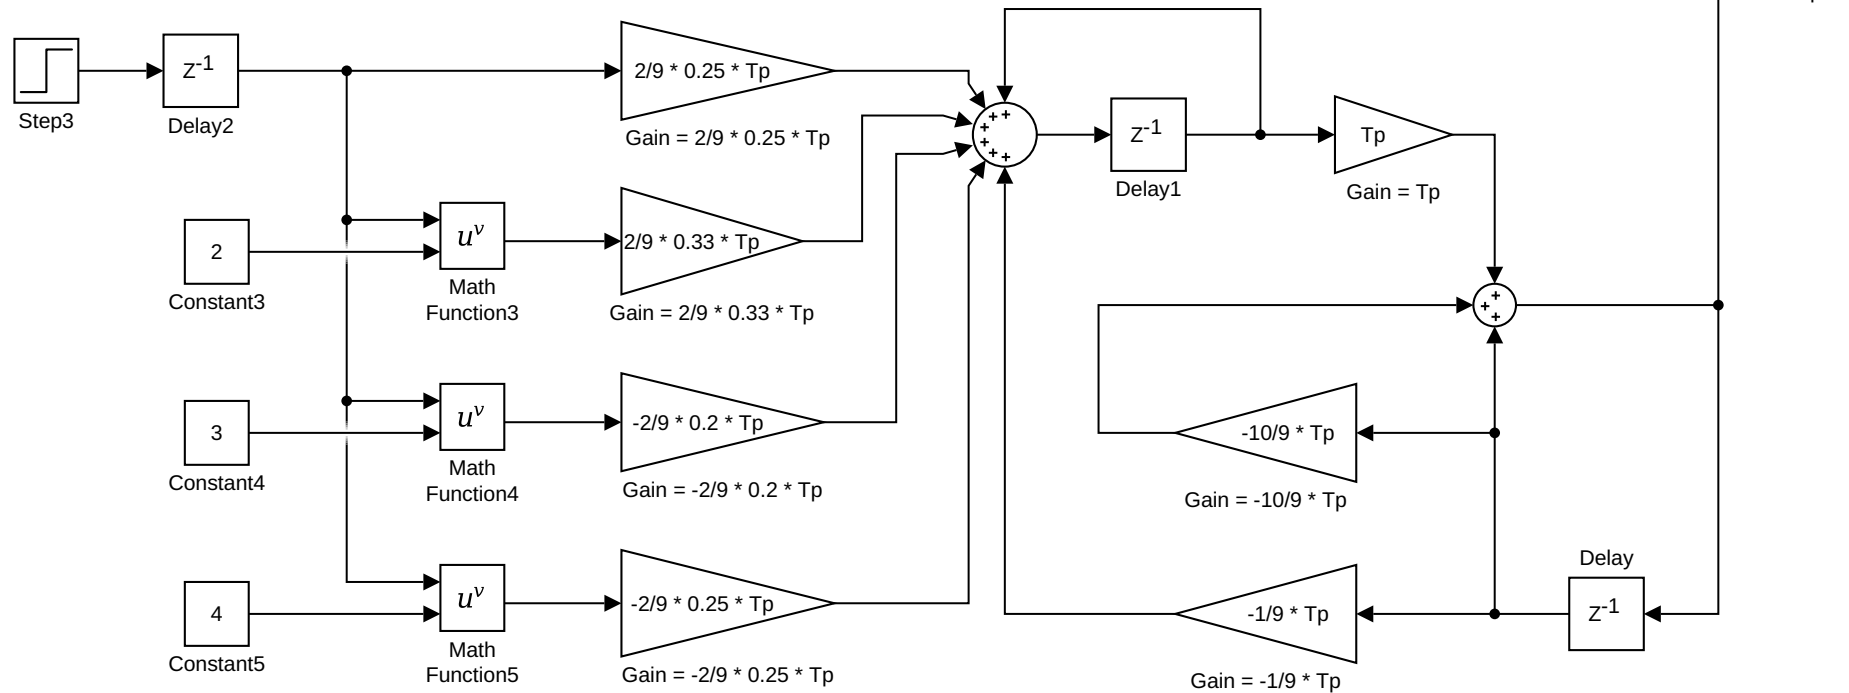 Step3
Z-1
Delay2
2/9 * 0.25 * Tp
Gain = 2/9 * 0.25 * Tp
+
+
+
+
+
+
Z-1
Delay1
Tp
Gain = Tp
2
Constant3
uv
Math
Function3
2/9 * 0.33 * Tp
Gain = 2/9 * 0.33 * Tp
+
+
+
3
Constant4
uv
Math
Function4
-2/9 * 0.2 * Tp
Gain = -2/9 * 0.2 * Tp
-10/9 * Tp
Gain = -10/9 * Tp
4
Constant5
uv
Math
Function5
-2/9 * 0.25 * Tp
Gain = -2/9 * 0.25 * Tp
-1/9 * Tp
Gain = -1/9 * Tp
Delay
Z-1